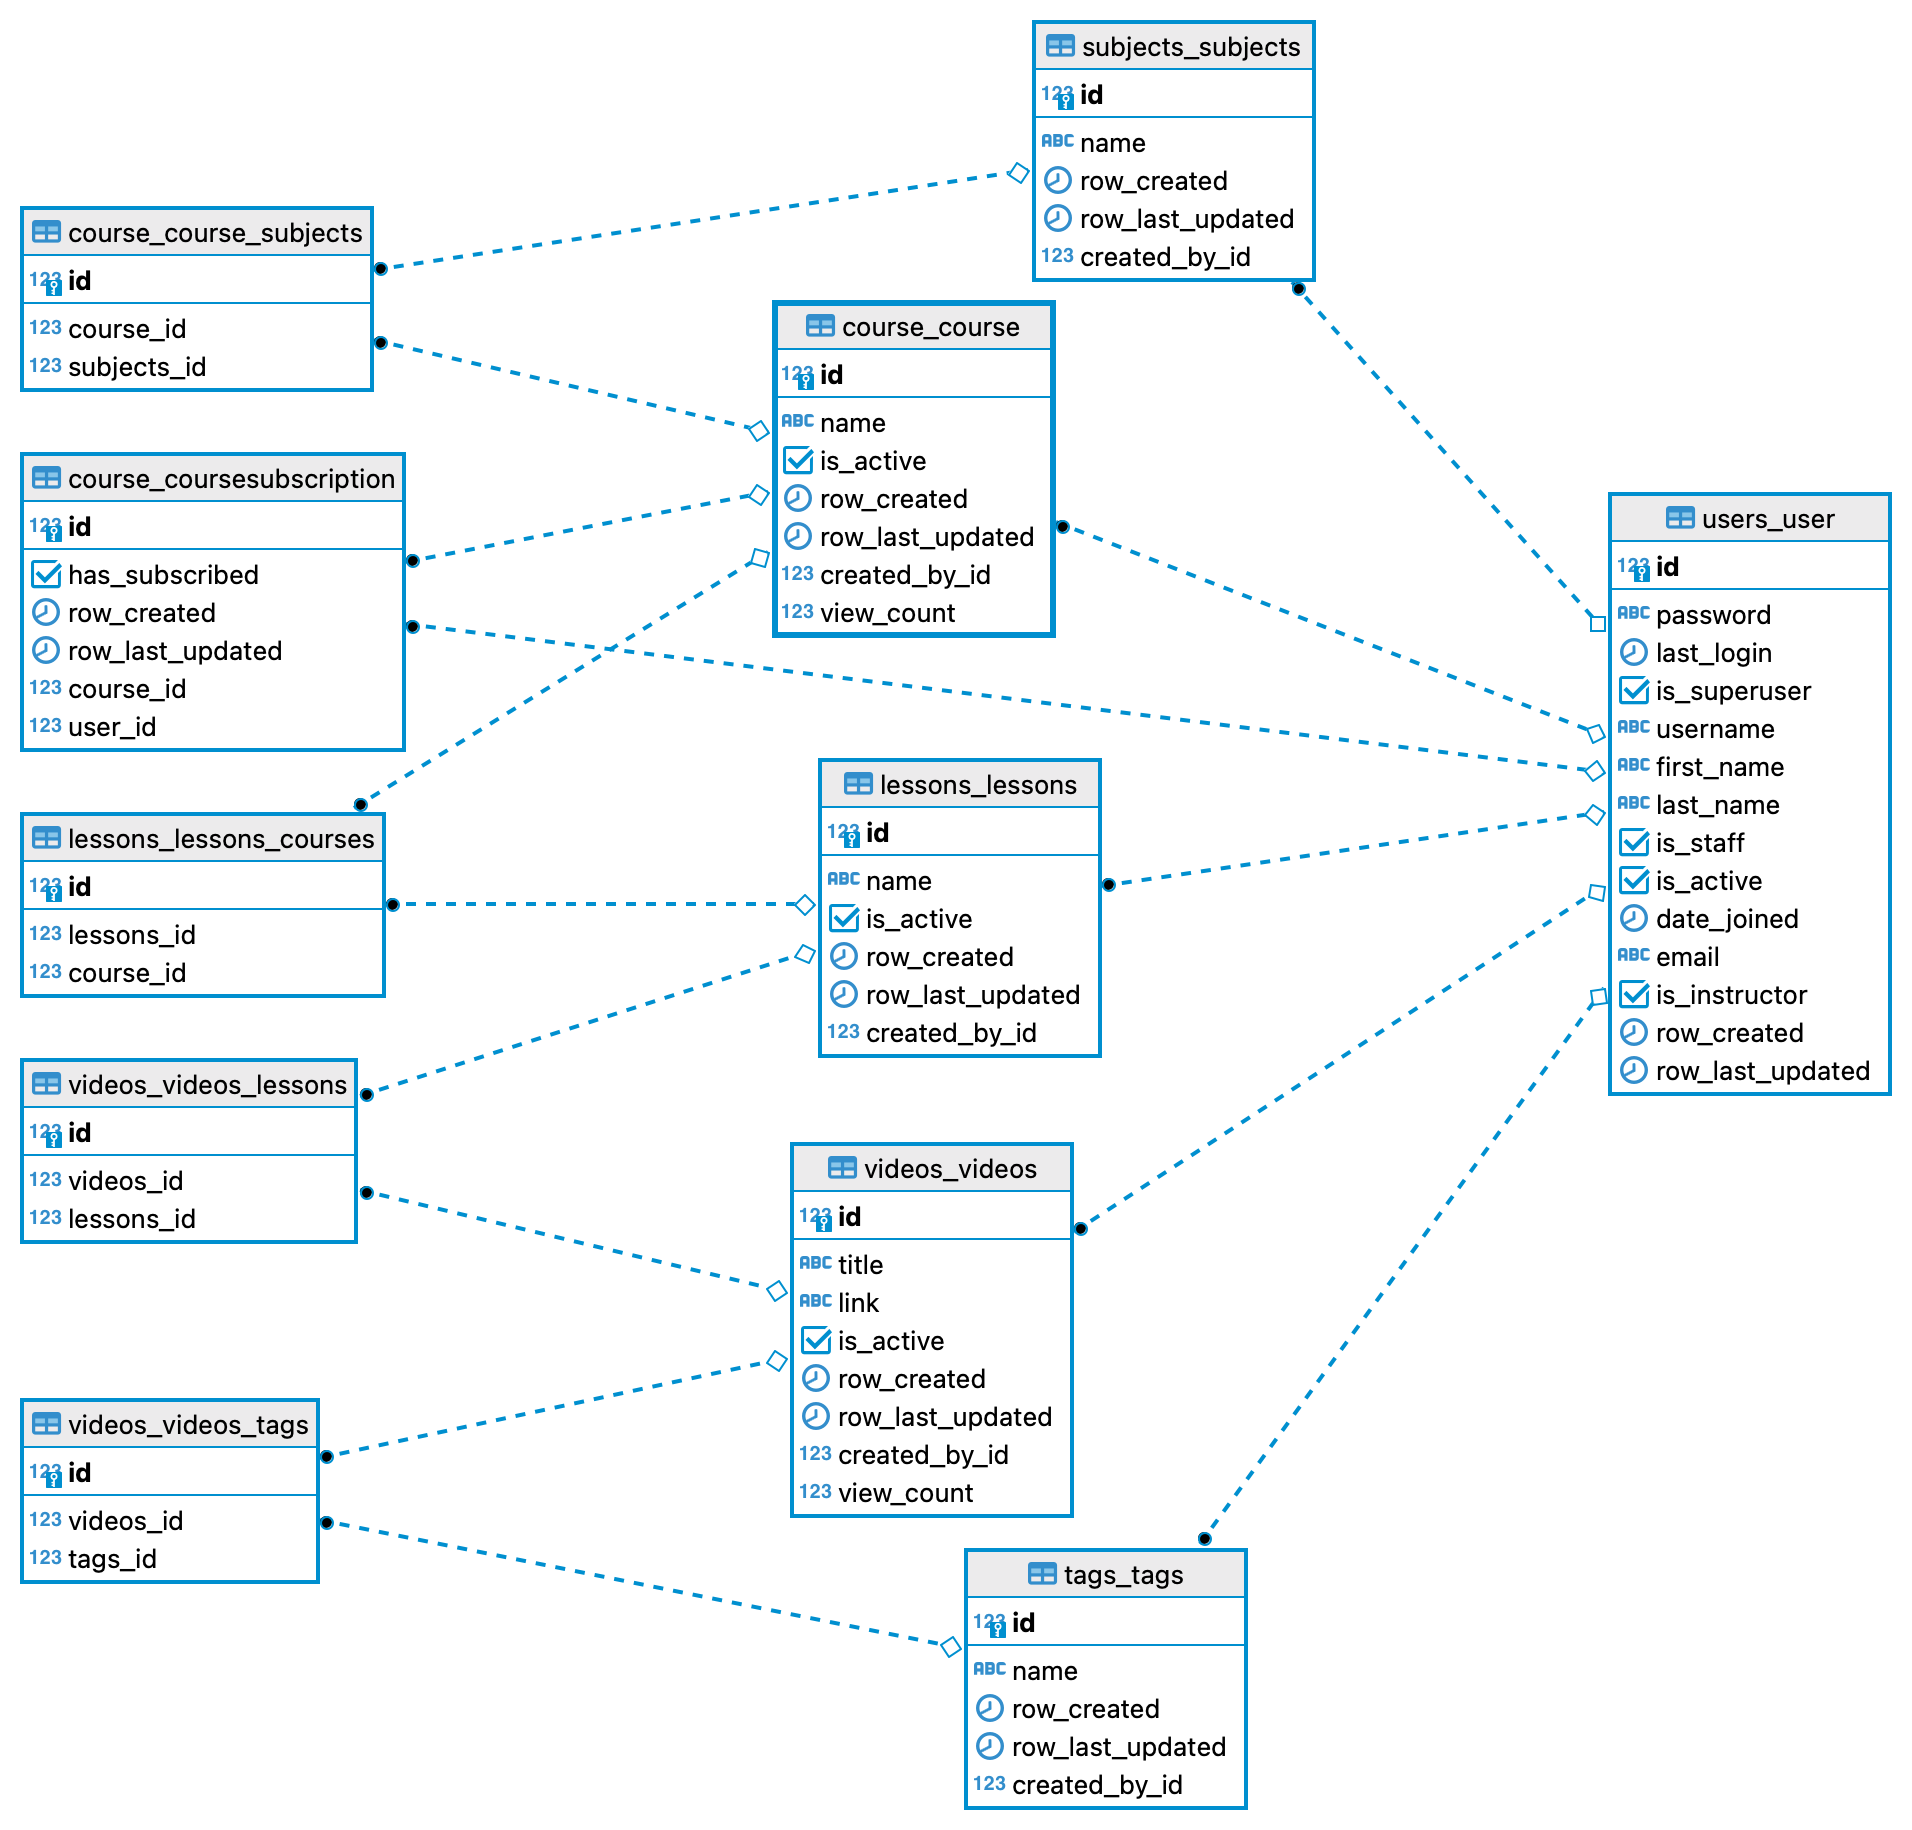 subjects_subjects
123 id
ABC name
row_created
row_last_updated
123 created_by_id
course_course_subjects
123 id
123 course_id
123 subjects_id
course_course
123 id
ABC name
is_active
row_created
row_last_updated
123 created_by_id
123 view_count
course_coursesubscription
123 id
has_subscribed
row_created
row_last_updated
123 course_id
123 user_id
users_user
123 id
ABC password
last_login
is_superuser
ABC username
ABC first_name
ABC last_name
is_staff
is_active
date_joined
ABC email
is_instructor
row_created
row_last_updated
lessons_lessons_courses
123 id
123 lessons_id
123 course_id
lessons_lessons
123 id
ABC name
is_active
row_created
row_last_updated
123 created_by_id
videos_videos_lessons
123 id
123 videos_id
123 lessons_id
videos_videos
123 id
ABC title
ABC link
is_active
row_created
row_last_updated
123 created_by_id
123 view_count
videos_videos_tags
123 id
123 videos_id
123 tags_id
tags_tags
123 id
ABC name
row_created
row_last_updated
123 created_by_id